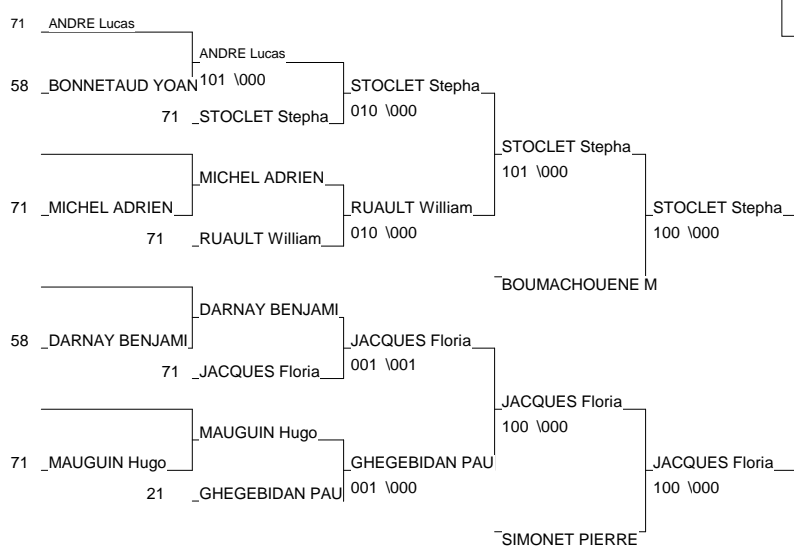 71 ANDRE Lucas
ANDRE Lucas
58 BONNETAUD YOAN 101 \000 STOCLET Stepha
71 STOCLET Stepha 010 \000
STOCLET Stepha
101 \000
MICHEL ADRIEN
71 MICHEL ADRIEN RUAULT William STOCLET Stepha
71 RUAULT William 010 \000 100 \000
BOUMACHOUENE M
DARNAY BENJAMI
58 DARNAY BENJAMI JACQUES Floria
71 JACQUES Floria 001 \001
JACQUES Floria
100 \000
MAUGUIN Hugo
71 MAUGUIN Hugo GHEGEBIDAN PAU JACQUES Floria
21 GHEGEBIDAN PAU 001 \000 100 \000
SIMONET PIERRE